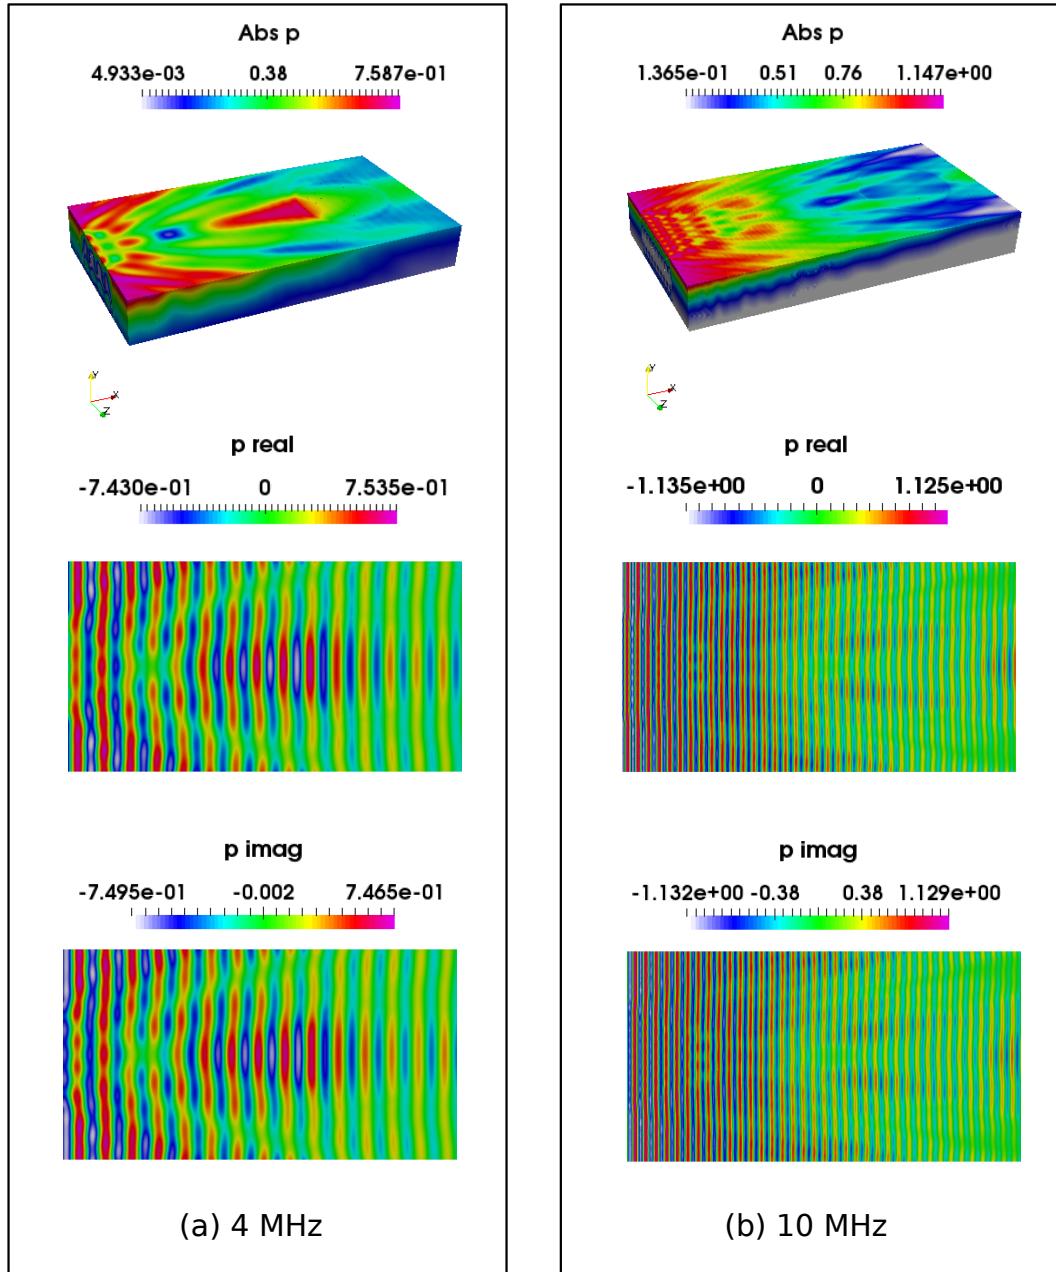 Abs p
4.933e-03 0.38 7.587e-01
Y
X
Z
p real
-7.430e-01 0 7.535e-01
p imag
-7.495e-01 -0.002 7.465e-01
(a) 4 MHz
Abs p
1.365e-01 0.51 0.76 1.147e+00
Y
X
Z
p real
-1.135e+00 0 1.125e+00
p imag
-1.132e+00 -0.38 0.38 1.129e+00
(b) 10 MHz